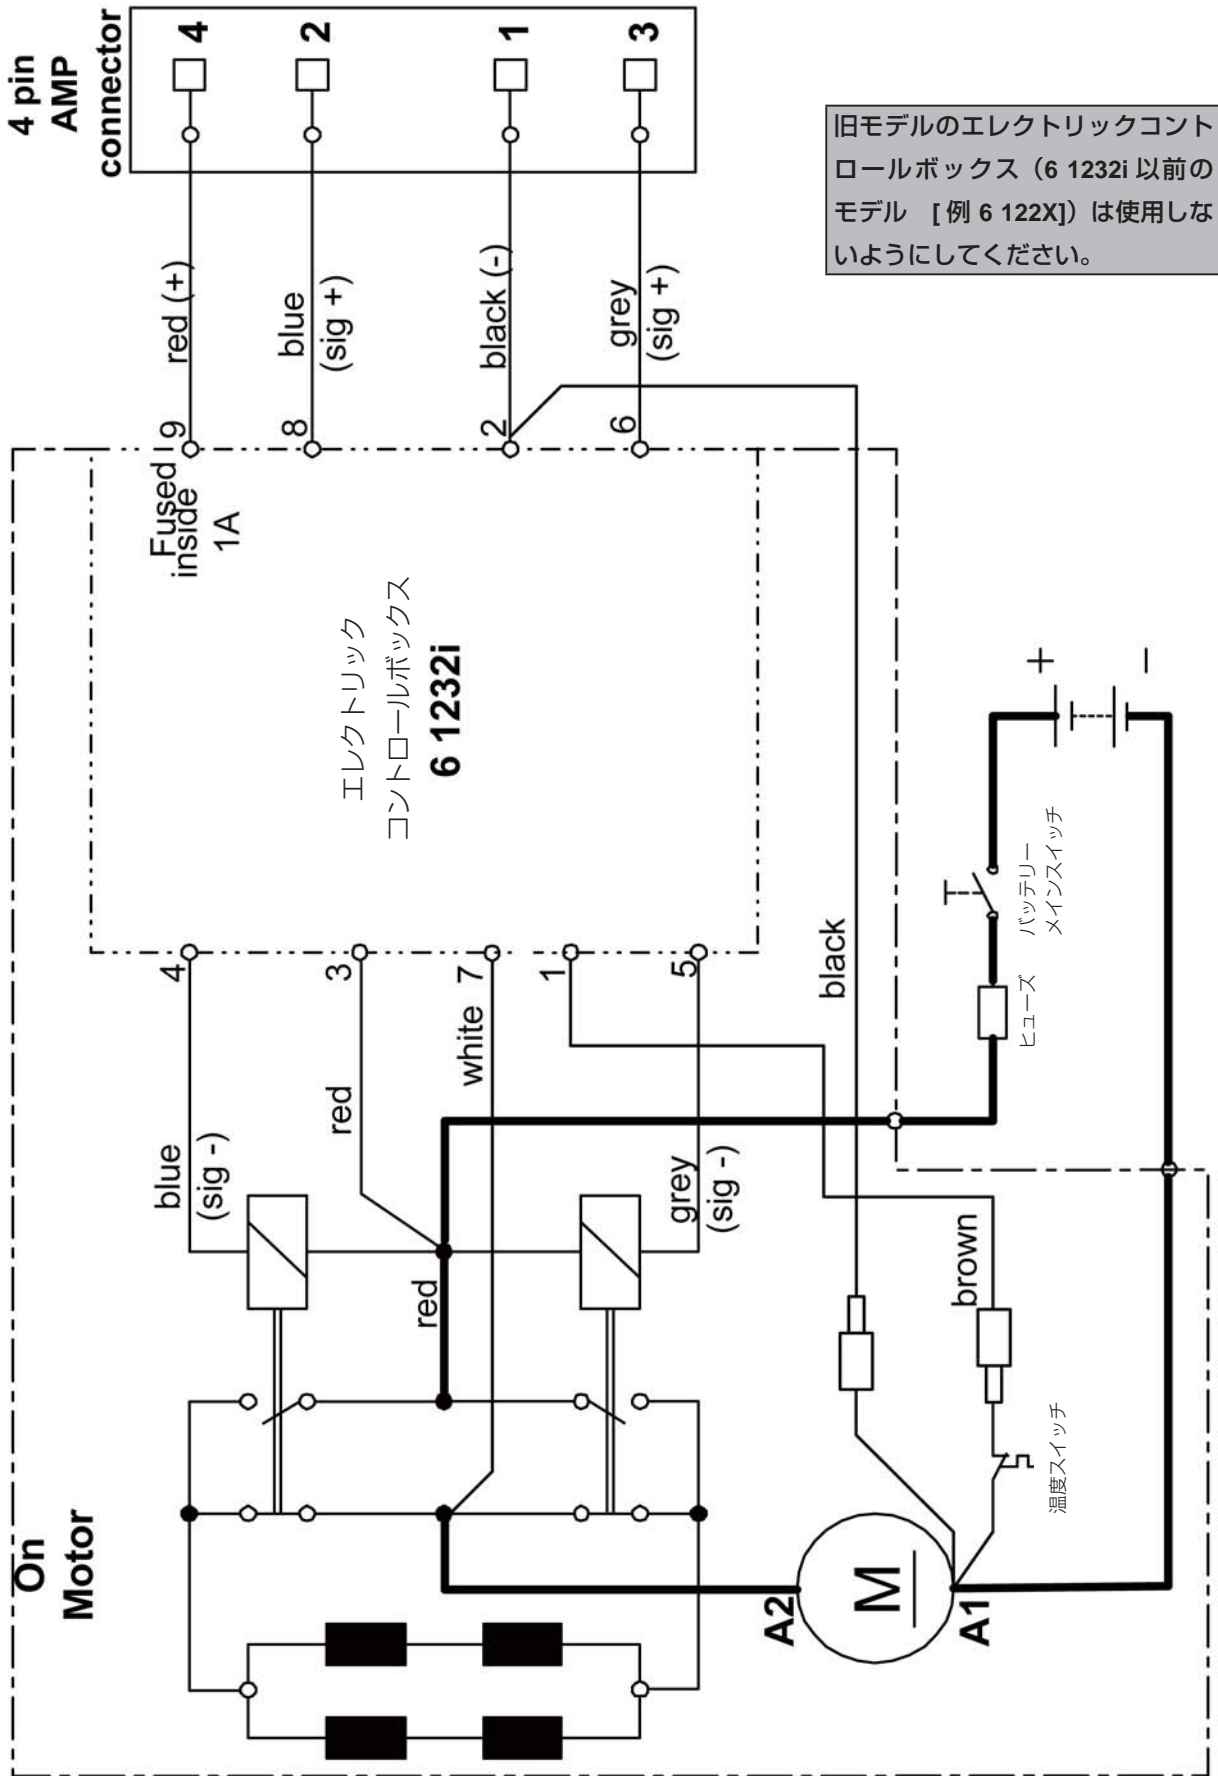 4 pin
AMP
connector
4
2
1
3
旧モデルのエレクトリックコント
ロールボックス（6 1232i 以前の
モデル　[ 例 6 122X]）は使用しな
いようにしてください。
red (+)
blue
(sig +)
black (-)
grey
(sig +)
9
8
2
6
Fused
inside
1A
エレクトリック
コントロールボックス
6 1232i
4
3
7
1
5
blue
(sig -)
red
white
grey
(sig -)
black
+
-
バッテリー
メインスイッチ
ヒューズ
red
brown
温度スイッチ
On
Motor
A2
M
A1